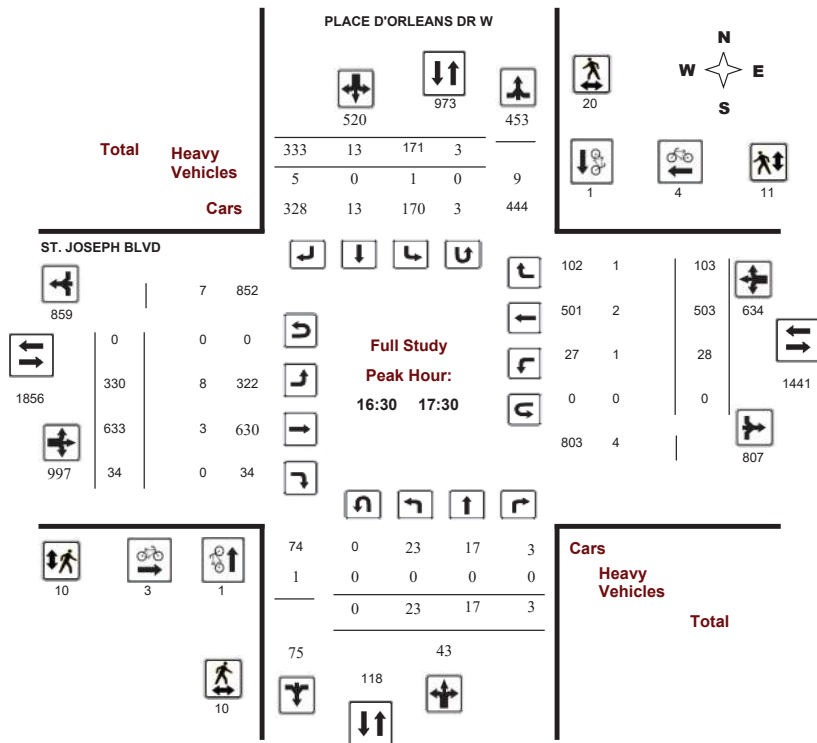 PLACE D'ORLEANS DR W
N
W E
S
973
20
520 453
Total Heavy Vehicles
333 13 171 3
5 0 1 0 9
Cars 328 13 170 3 444
1 4 11
ST. JOSEPH BLVD
859
7 852
0 0 0
1856
330 8 322
633 3 630
997
34 0 34
Full Study
Peak Hour:
16:30 17:30
102 1 103
501 2 503
634
27 1 28
1441
0 0 0
803 4
807
74 0 23 17 3 Cars
1 0 0 0 0 Heavy Vehicles
0 23 17 3 Total
10 3 1
75 43
118
10